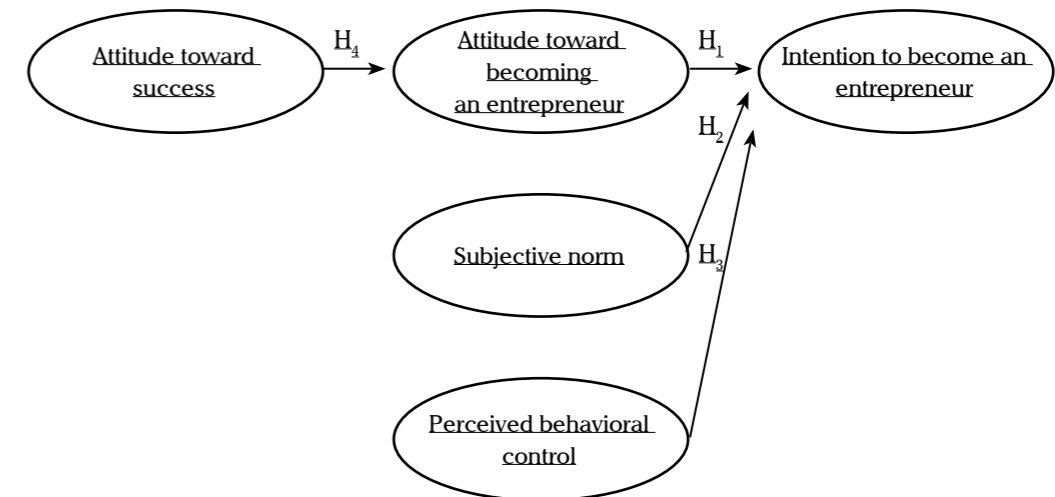 Attitude toward
success
H4
Attitude toward
becoming
an entrepreneur
H1
Intention to become an
entrepreneur
H2
Subjective norm
H3
Perceived behavioral
control